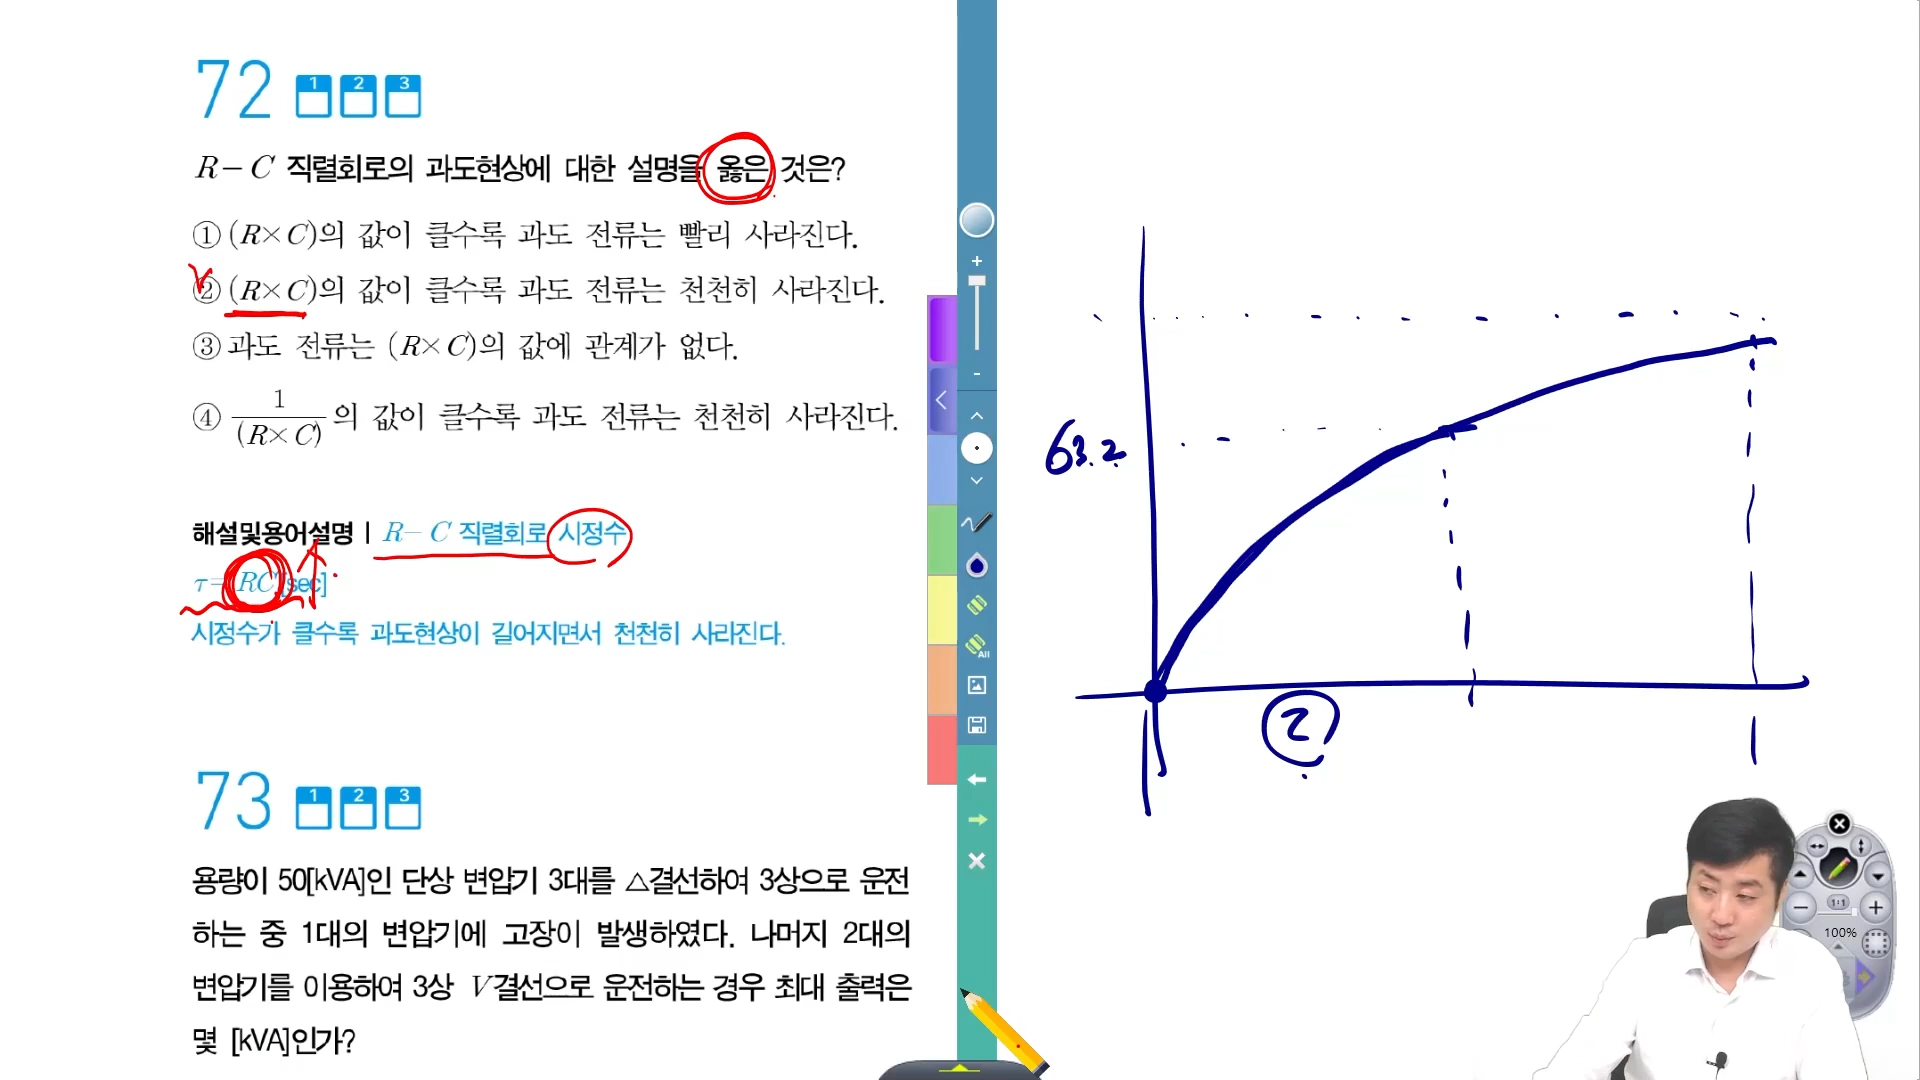 72 1 2 3
R－C 직렬회로의 과도현상에 대한 설명을 옳은 것은?
① (R×C)의 값이 클수록 과도 전류는 빨리 사라진다.
② (R×C)의 값이 클수록 과도 전류는 천천히 사라진다.
③ 과도 전류는 (R×C)의 값에 관계가 없다.
④ 1/(R×C) 의 값이 클수록 과도 전류는 천천히 사라진다.
해설및용어설명 | R－C 직렬회로 시정수
τ=RC[sec]
시정수가 클수록 과도현상이 길어지면서 천천히 사라진다.
73 1 2 3
용량이 50[kVA]인 단상 변압기 3대를 △결선하여 3상으로 운전
하는 중 1대의 변압기에 고장이 발생하였다. 나머지 2대의
변압기를 이용하여 3상 V결선으로 운전하는 경우 최대 출력은
몇 [kVA]인가?
+
-
All
63.2
1:1
100%